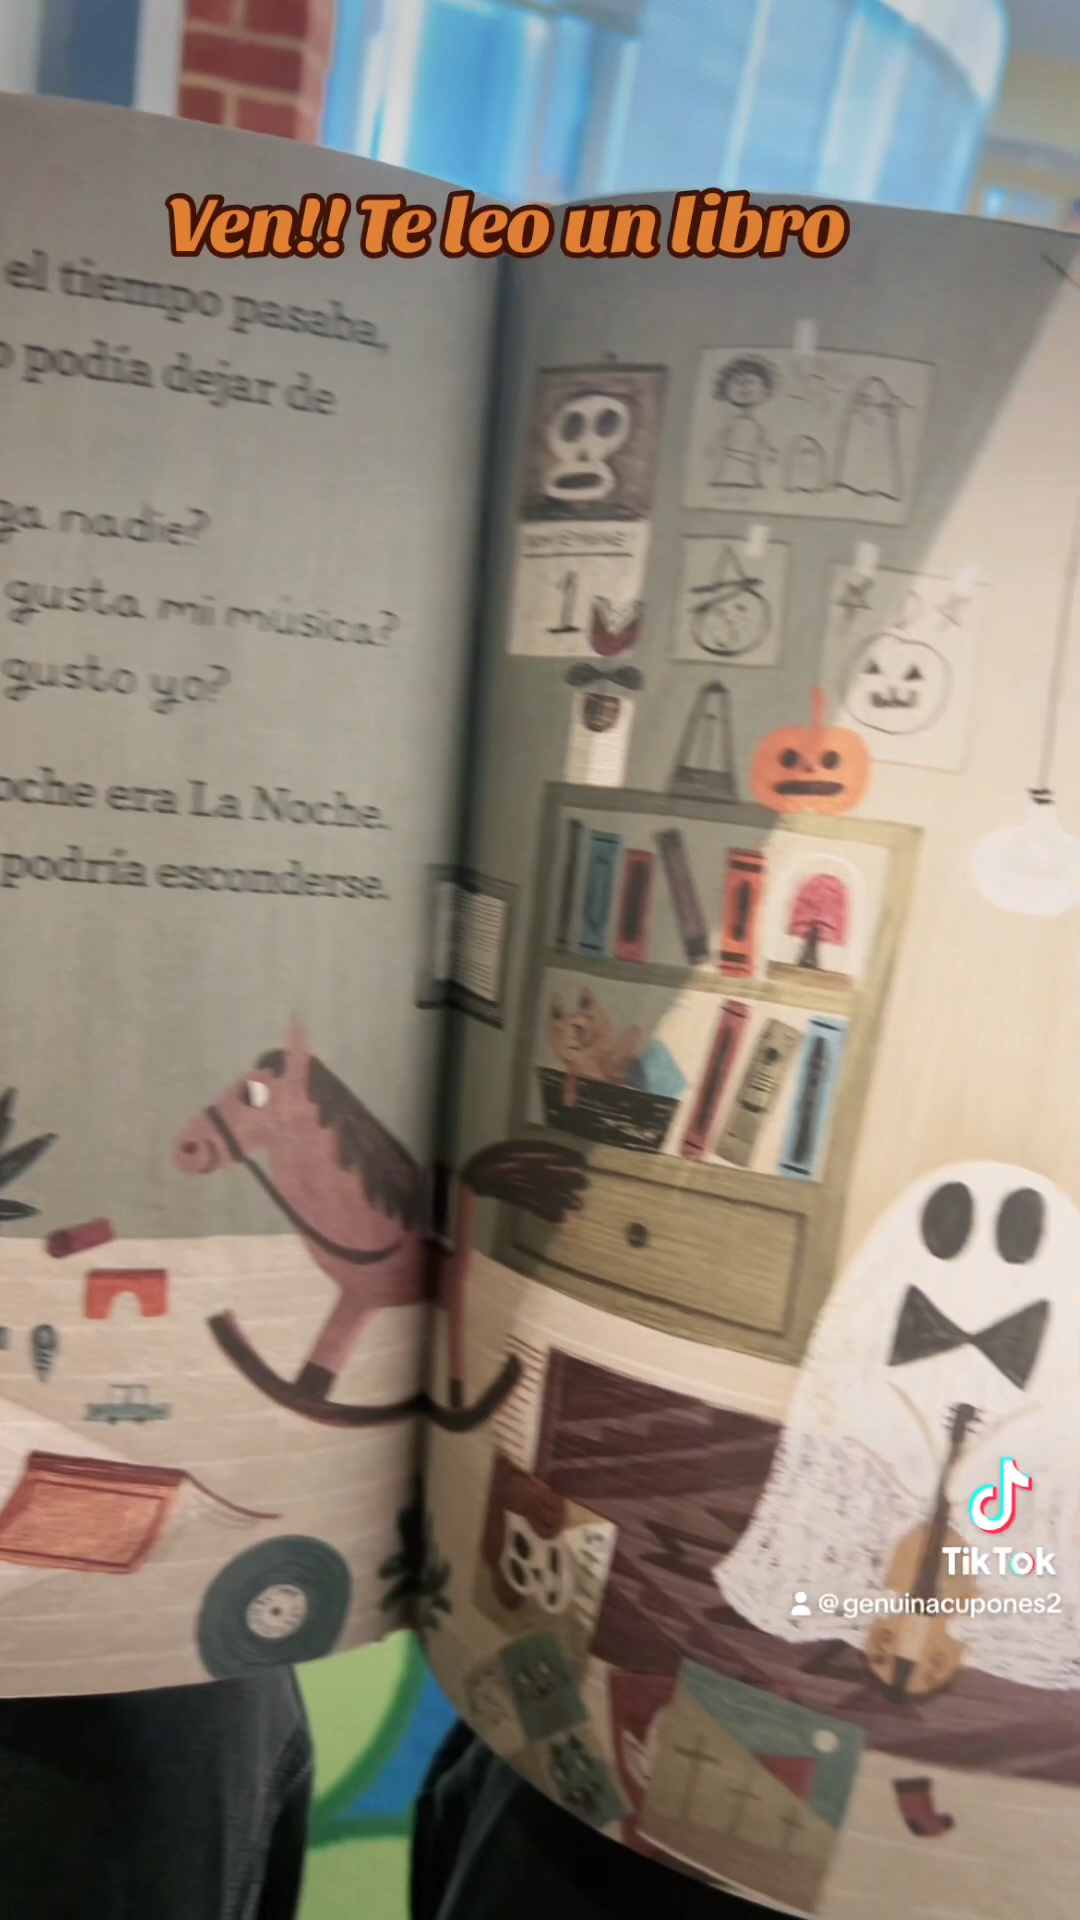 Ven!! Te leo un libro
el tiempo pasaba,
podía dejar de
nadie?
gusta mi música?
gusto yo?
era La Noche.
podría esconderse.
1
TikTok
@genuinacupones2